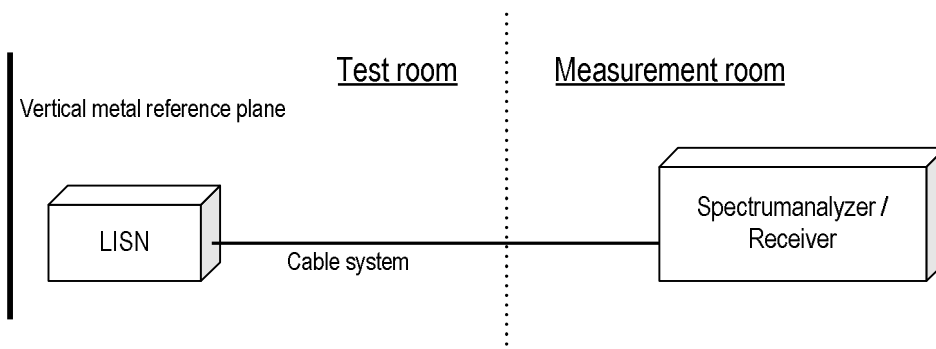 Test room
Measurement room
Vertical metal reference plane
LISN
Cable system
Spectrumanalyzer /
Receiver